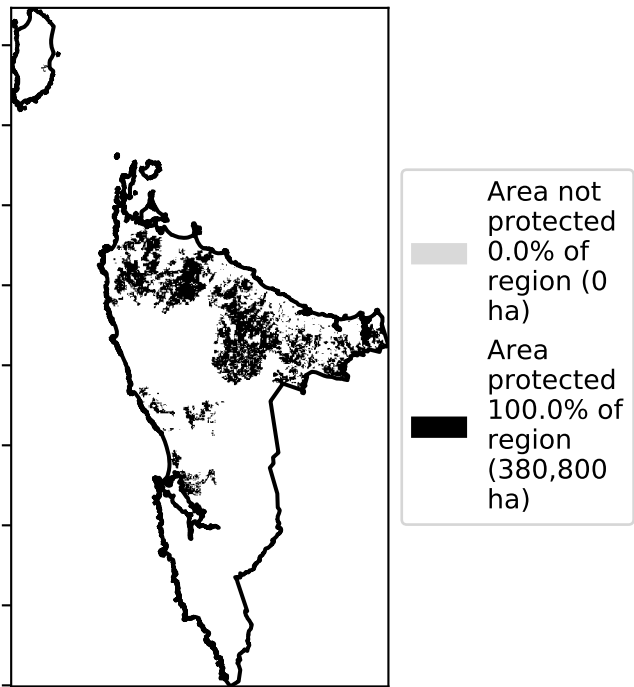 Area not
protected
0.0% of
region (0
ha)
Area
protected
100.0% of
region
(380,800
ha)